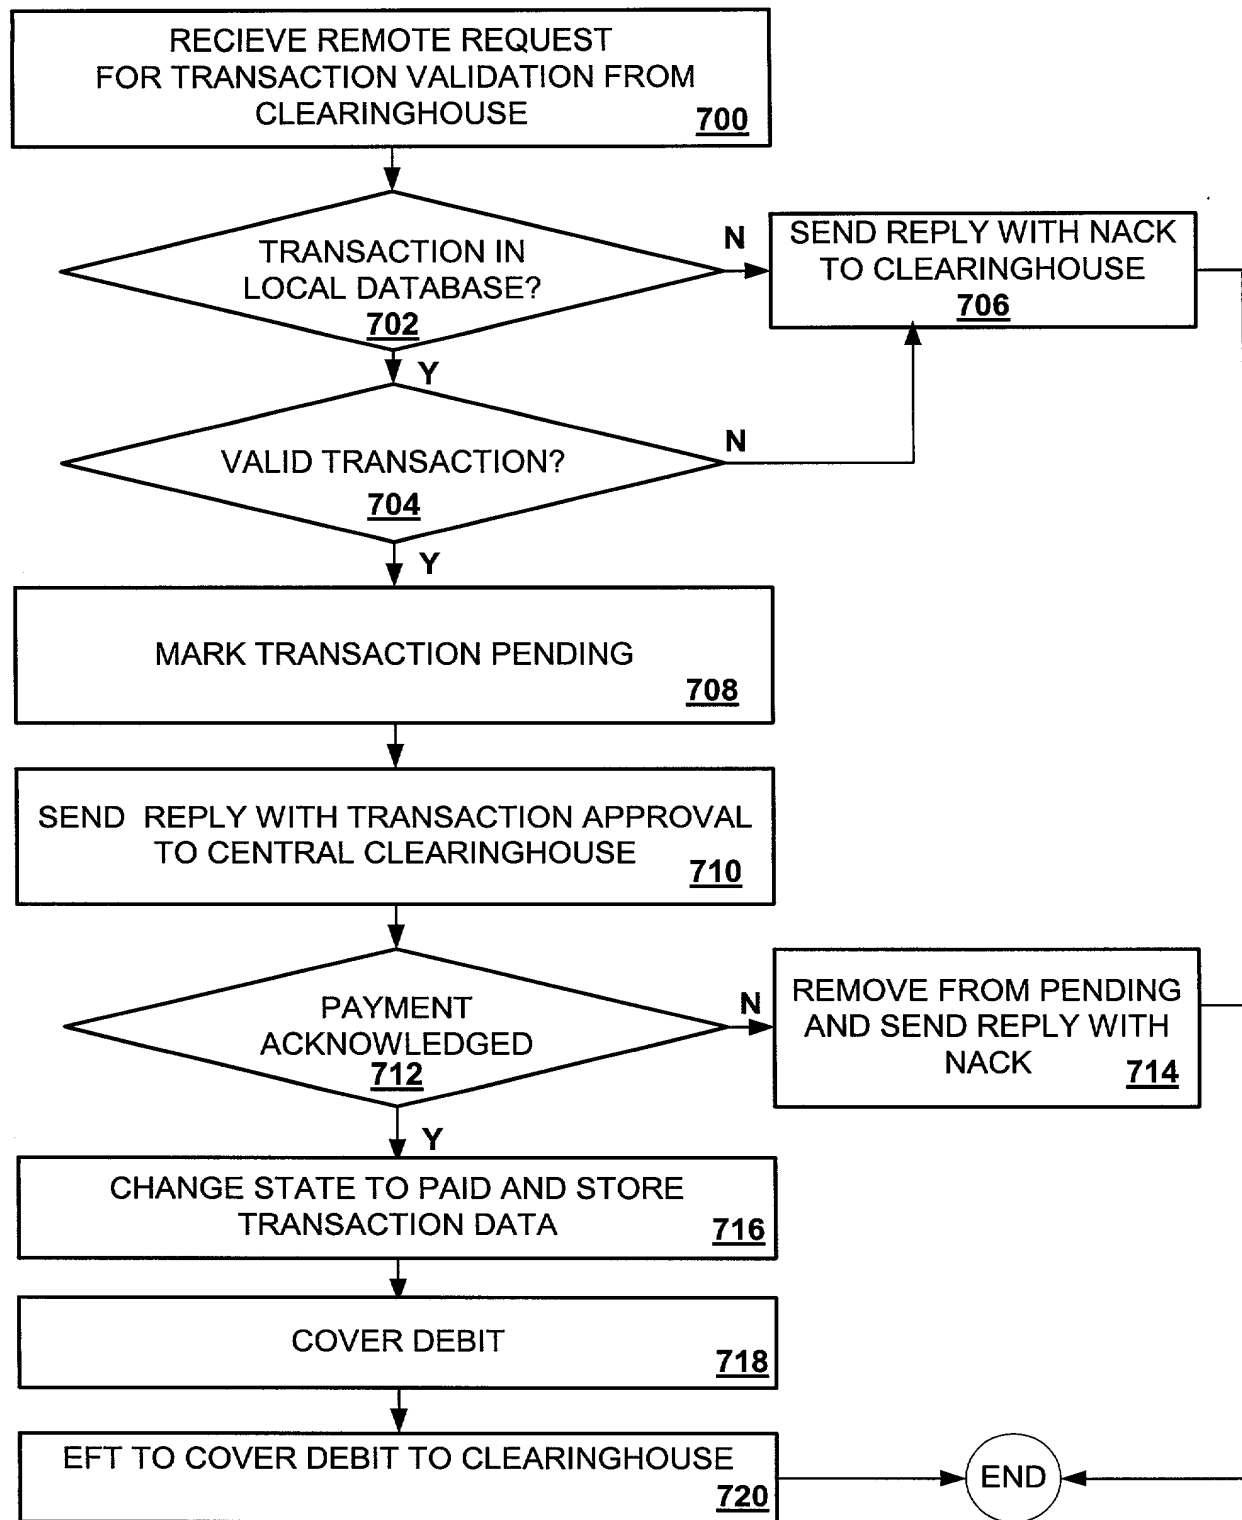 RECIEVE REMOTE REQUEST
FOR TRANSACTION VALIDATION FROM
CLEARINGHOUSE
700
TRANSACTION IN
LOCAL DATABASE?
702
N
SEND REPLY WITH NACK
TO CLEARINGHOUSE
706
Y
VALID TRANSACTION?
704
N
Y
MARK TRANSACTION PENDING
708
SEND REPLY WITH TRANSACTION APPROVAL
TO CENTRAL CLEARINGHOUSE
710
PAYMENT
ACKNOWLEDGED
712
N
REMOVE FROM PENDING
AND SEND REPLY WITH
NACK
714
Y
CHANGE STATE TO PAID AND STORE
TRANSACTION DATA
716
COVER DEBIT
718
EFT TO COVER DEBIT TO CLEARINGHOUSE
720
END